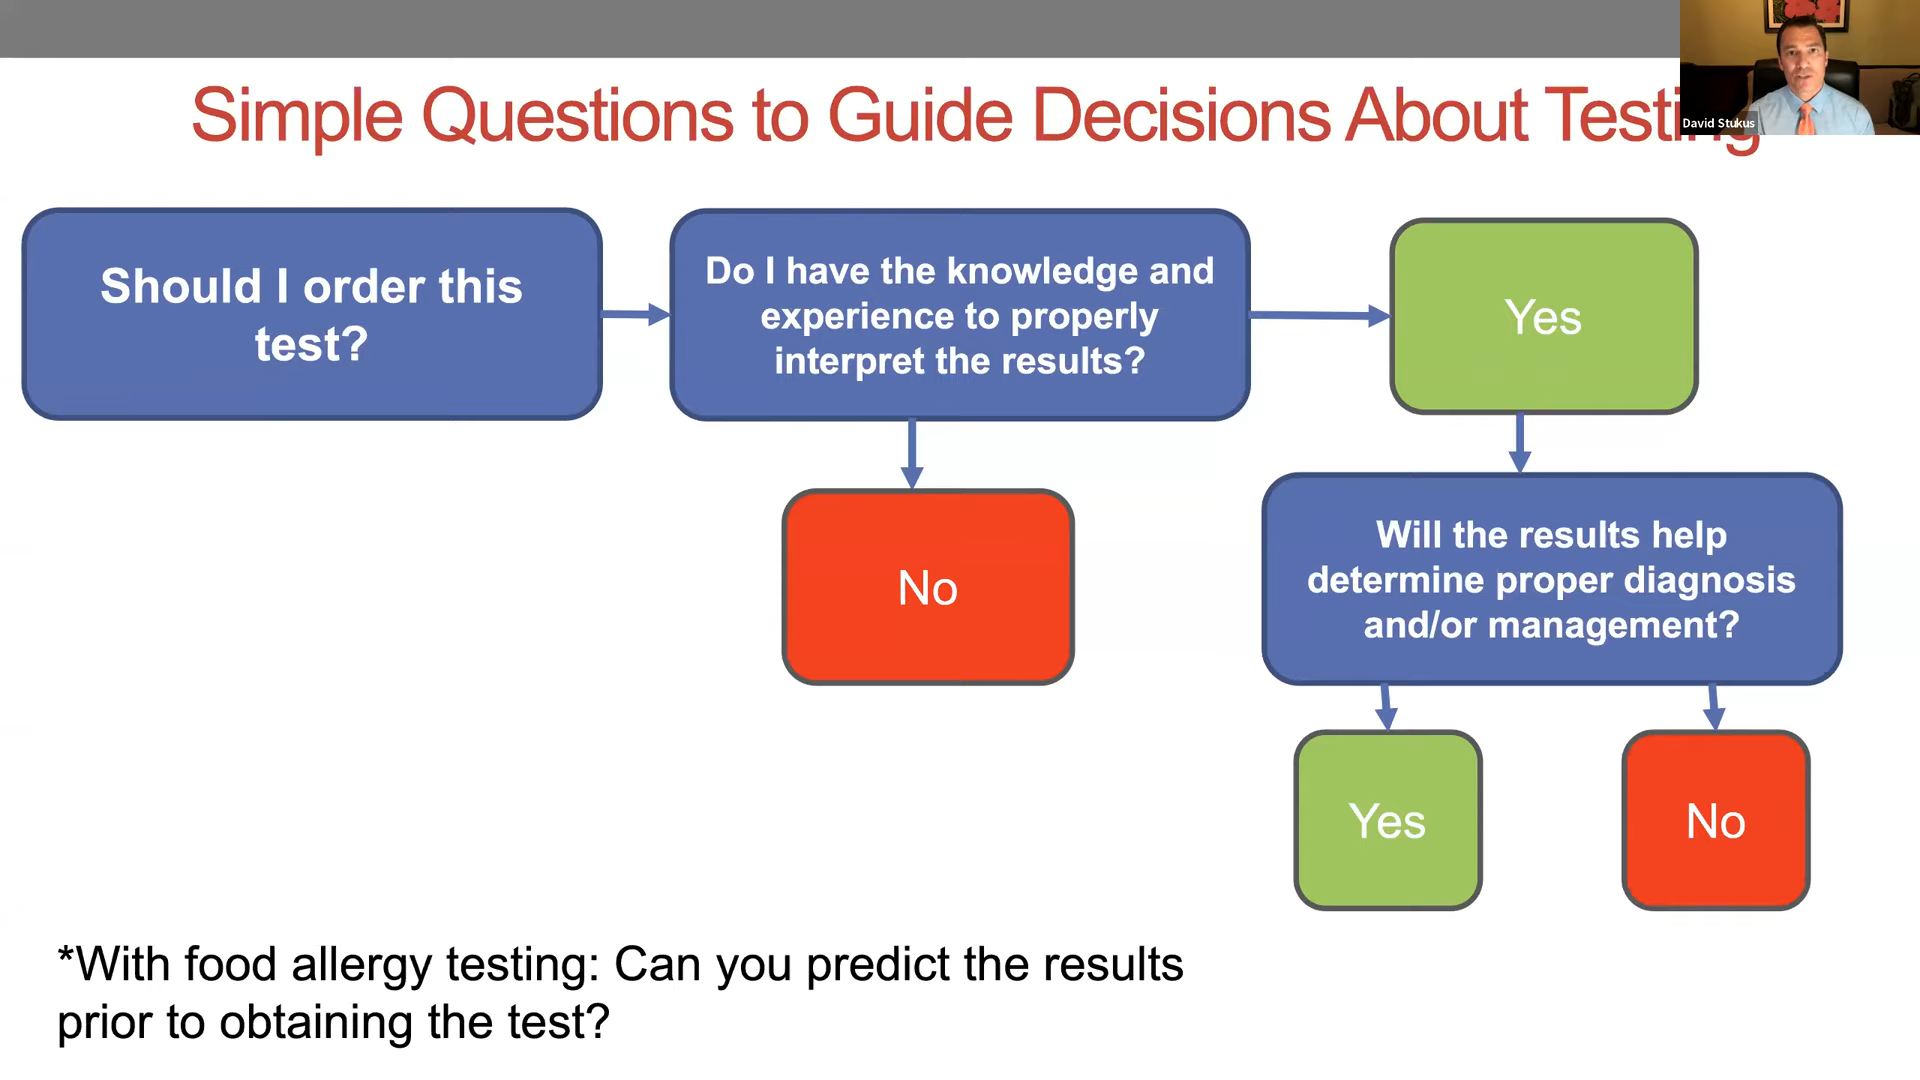 Simple Questions to Guide Decisions About Testing
David Stukus
Should I order this
test?
Do I have the knowledge and
experience to properly
interpret the results?
Yes
No
Will the results help
determine proper diagnosis
and/or management?
Yes
No
*With food allergy testing: Can you predict the results
prior to obtaining the test?